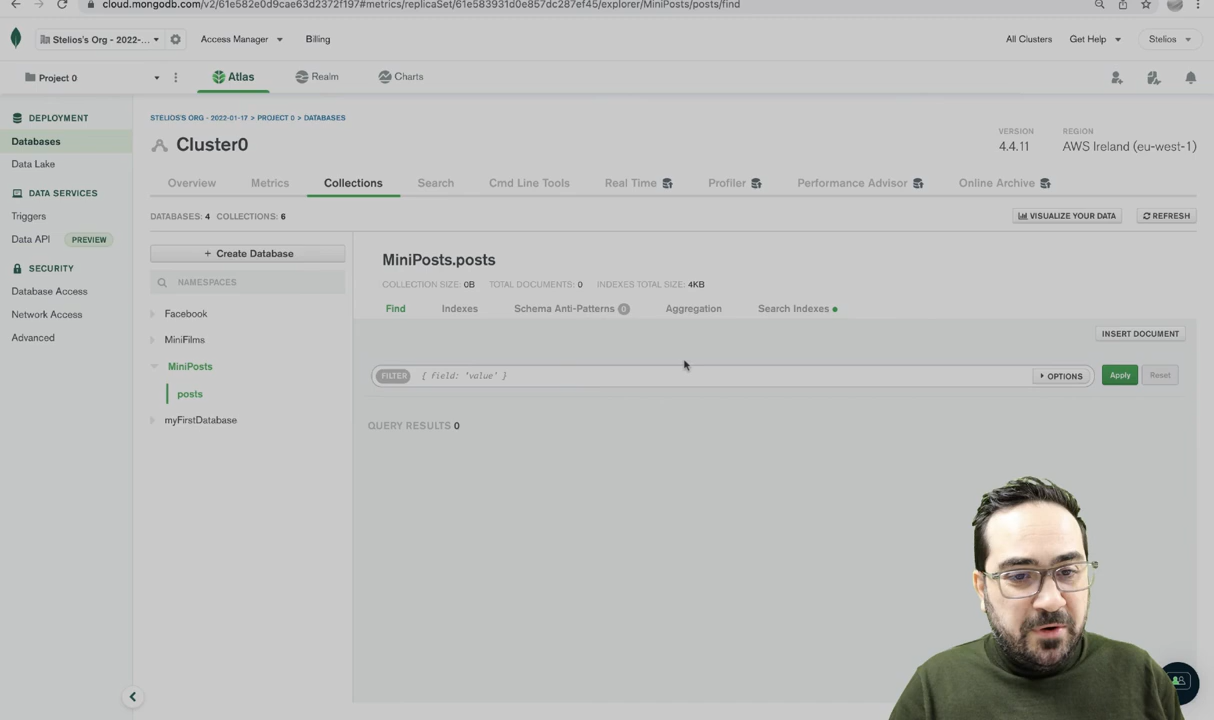 cloud.mongodb.com/v2/61e582e0d9cae63d2372f197#metrics/replicaSet/61e583931d0e857dc287ef45/explorer/MiniPosts/posts/find
Stelios's Org - 2022-...
Access Manager
Billing
All Clusters
Get Help
Stelios
Project 0
Atlas
Realm
Charts
DEPLOYMENT
Databases
Data Lake
DATA SERVICES
Triggers
Data API PREVIEW
SECURITY
Database Access
Network Access
Advanced
STELIOS'S ORG - 2022-01-17 > PROJECT 0 > DATABASES
Cluster0
VERSION
4.4.11
REGION
AWS Ireland (eu-west-1)
Overview
Metrics
Collections
Search
Cmd Line Tools
Real Time
Profiler
Performance Advisor
Online Archive
DATABASES: 4 COLLECTIONS: 6
VISUALIZE YOUR DATA
REFRESH
+ Create Database
NAMESPACES
Facebook
MiniFilms
MiniPosts
posts
myFirstDatabase
MiniPosts.posts
COLLECTION SIZE: 0B TOTAL DOCUMENTS: 0 INDEXES TOTAL SIZE: 4KB
Find
Indexes
Schema Anti-Patterns 0
Aggregation
Search Indexes
INSERT DOCUMENT
FILTER { field: 'value' }
OPTIONS
Apply
Reset
QUERY RESULTS 0